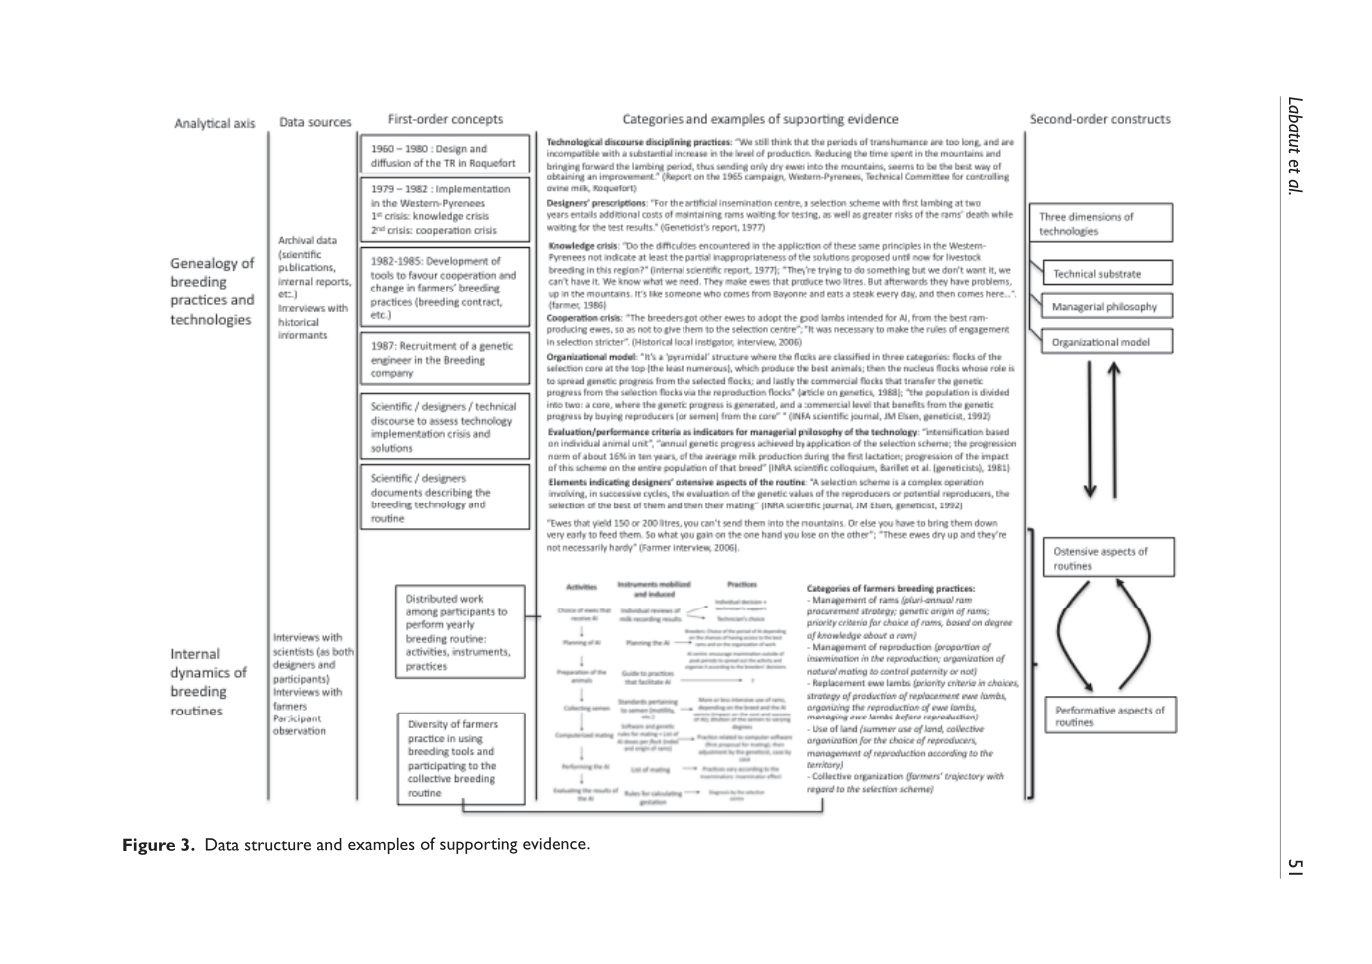 Labatut et al.
51
Analytical axis
Data sources
First-order concepts
Categories and examples of supporting evidence
Second-order constructs
Genealogy of
breeding
practices and
technologies
Archival data
(scientific
publications,
internal reports,
etc.)
Interviews with
historical
informants
1960 – 1980 : Design and
diffusion of the TR in Roquefort
1979 – 1982 : Implementation
in the Western-Pyrenees
1st crisis: knowledge crisis
2nd crisis: cooperation crisis
1982-1985: Development of
tools to favour cooperation and
change in farmers' breeding
practices (breeding contract,
etc.)
1987: Recruitment of a genetic
engineer in the Breeding
company
Scientific / designers / technical
discourse to assess technology
implementation crisis and
solutions
Scientific / designers
documents describing the
breeding technology and
routine
Technological discourse disciplining practices: "We still think that the periods of transhumance are too long, and are
incompatible with a substantial increase in the level of production. Reducing the time spent in the mountains and
bringing forward the lambing period, thus sending only dry ewes into the mountains, seems to be the best way of
obtaining an improvement." (Report on the 1965 campaign, Western-Pyrenees, Technical Committee for controlling
ovine milk, Roquefort)
Designers' prescriptions: "For the artificial insemination centre, a selection scheme with first lambing at two
years entails additional costs of maintaining rams waiting for testing, as well as greater risks of the rams' death while
waiting for the test results." (Geneticist's report, 1977)
Knowledge crisis: "Do the difficulties encountered in the application of these same principles in the Western-
Pyrenees not indicate at least the partial inappropriateness of the solutions proposed until now for livestock
breeding in this region?" (internal scientific report, 1977); "They're trying to do something but we don't want it, we
can't have it. We know what we need. They make ewes that produce two litres. But afterwards they have problems,
up in the mountains. It's like someone who comes from Bayonne and eats a steak every day, and then comes here...".
(farmer, 1986)
Cooperation crisis: "The breeders got other ewes to adopt the good lambs intended for AI, from the best ram-
producing ewes, so as not to give them to the selection centre"; "It was necessary to make the rules of engagement
in selection stricter". (Historical local instigator, interview, 2006)
Organizational model: "It's a 'pyramidal' structure where the flocks are classified in three categories: flocks of the
selection core at the top (the least numerous), which produce the best animals; then the nucleus flocks whose role is
to spread genetic progress from the selected flocks; and lastly the commercial flocks that transfer the genetic
progress from the selection flocks via the reproduction flocks" (article on genetics, 1988); "the population is divided
into two: a core, where the genetic progress is generated, and a commercial level that benefits from the genetic
progress by buying reproducers (or semen) from the core" " (INRA scientific journal, JM Elsen, geneticist, 1992)
Evaluation/performance criteria as indicators for managerial philosophy of the technology: "intensification based
on individual animal unit", "annual genetic progress achieved by application of the selection scheme; the progression
norm of about 16% in ten years, of the average milk production during the first lactation; progression of the impact
of this scheme on the entire population of that breed" (INRA scientific colloquium, Barillet et al. (geneticists), 1981)
Elements indicating designers' ostensive aspects of the routine: "A selection scheme is a complex operation
involving, in successive cycles, the evaluation of the genetic values of the reproducers or potential reproducers, the
selection of the best of them and then their mating" (INRA scientific journal, JM Elsen, geneticist, 1992)
"Ewes that yield 150 or 200 litres, you can't send them into the mountains. Or else you have to bring them down
very early to feed them. So what you gain on the one hand you lose on the other"; "These ewes dry up and they're
not necessarily hardy" (Farmer interview, 2006).
Three dimensions of
technologies
Technical substrate
Managerial philosophy
Organizational model
Ostensive aspects of
routines
Performative aspects of
routines
Internal
dynamics of
breeding
routines
Interviews with
scientists (as both
designers and
participants)
Interviews with
farmers
Participant
observation
Distributed work
among participants to
perform yearly
breeding routine:
activities, instruments,
practices
Diversity of farmers
practice in using
breeding tools and
participating to the
collective breeding
routine
Activities
Instruments mobilized
and induced
Practices
Choice of ewes that
receive AI
Individual reviews of
milk recording results
Technician's choice
Planning of AI
Planning the AI
Preparation of the
animals
Guide to practices
that facilitate AI
?
Collecting semen
Standards pertaining
to semen (motility,
etc.)
Computerized mating
Performing the AI
List of mating
Evaluating the results of
the AI
Rules for calculating
gestation
Diagnosis by the selection
centre
Categories of farmers breeding practices:
- Management of rams (pluri-annual ram
procurement strategy; genetic origin of rams;
priority criteria for choice of rams, based on degree
of knowledge about a ram)
- Management of reproduction (proportion of
insemination in the reproduction; organization of
natural mating to control paternity or not)
- Replacement ewe lambs (priority criteria in choices,
strategy of production of replacement ewe lambs,
organizing the reproduction of ewe lambs,
managing ewe lambs before reproduction)
- Use of land (summer use of land, collective
organization for the choice of reproducers,
management of reproduction according to the
territory)
- Collective organization (farmers' trajectory with
regard to the selection scheme)
Figure 3. Data structure and examples of supporting evidence.